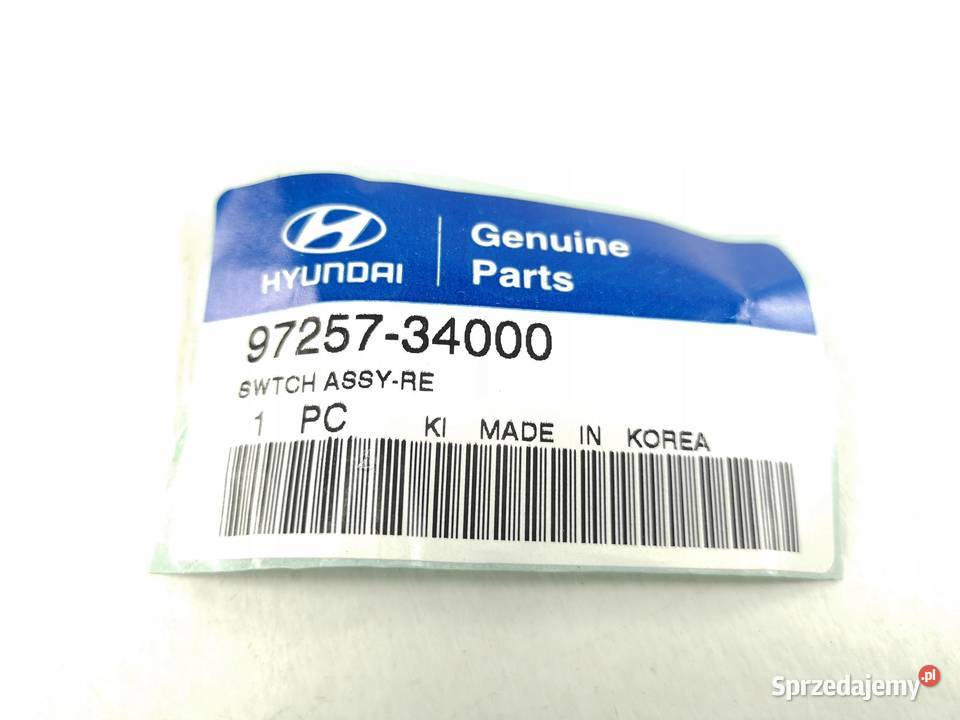 HYUNDAI
Genuine
Parts
97257-34000
SWTCH ASSY-RE
1 PC KI MADE IN KOREA
Sprzedajemy.pl